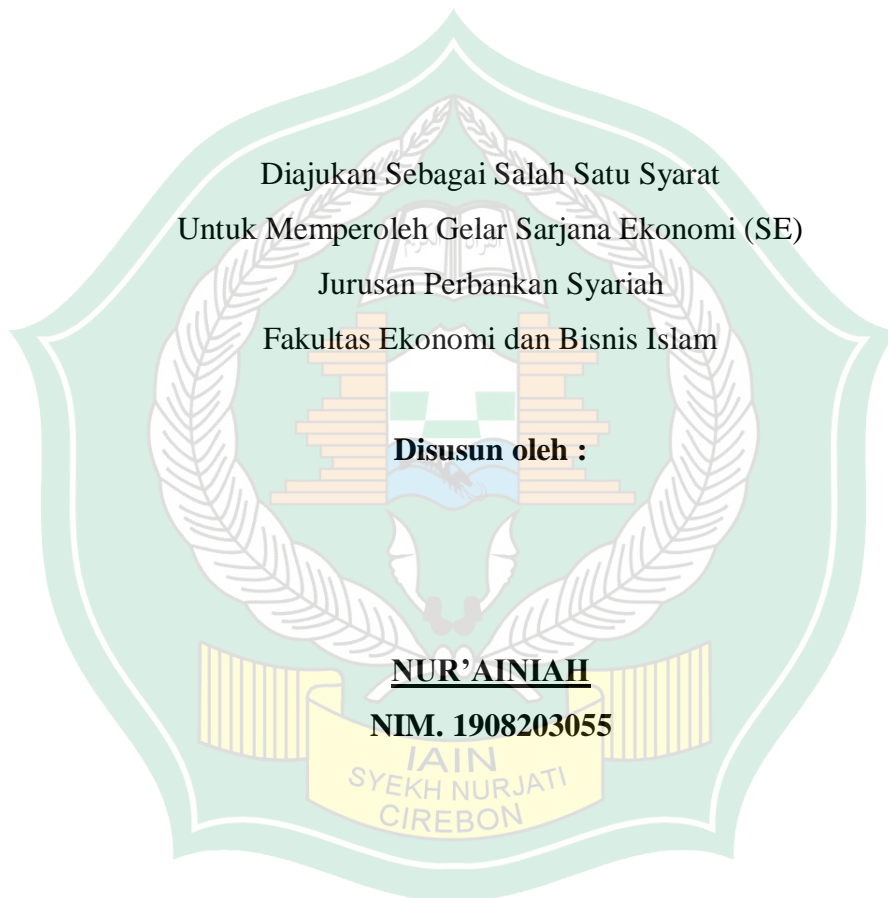 Diajukan Sebagai Salah Satu Syarat
Untuk Memperoleh Gelar Sarjana Ekonomi (SE)
Jurusan Perbankan Syariah
Fakultas Ekonomi dan Bisnis Islam
Disusun oleh :
NUR’AINIAH
NIM. 1908203055
IAIN
SYEKH NURJATI
CIREBON